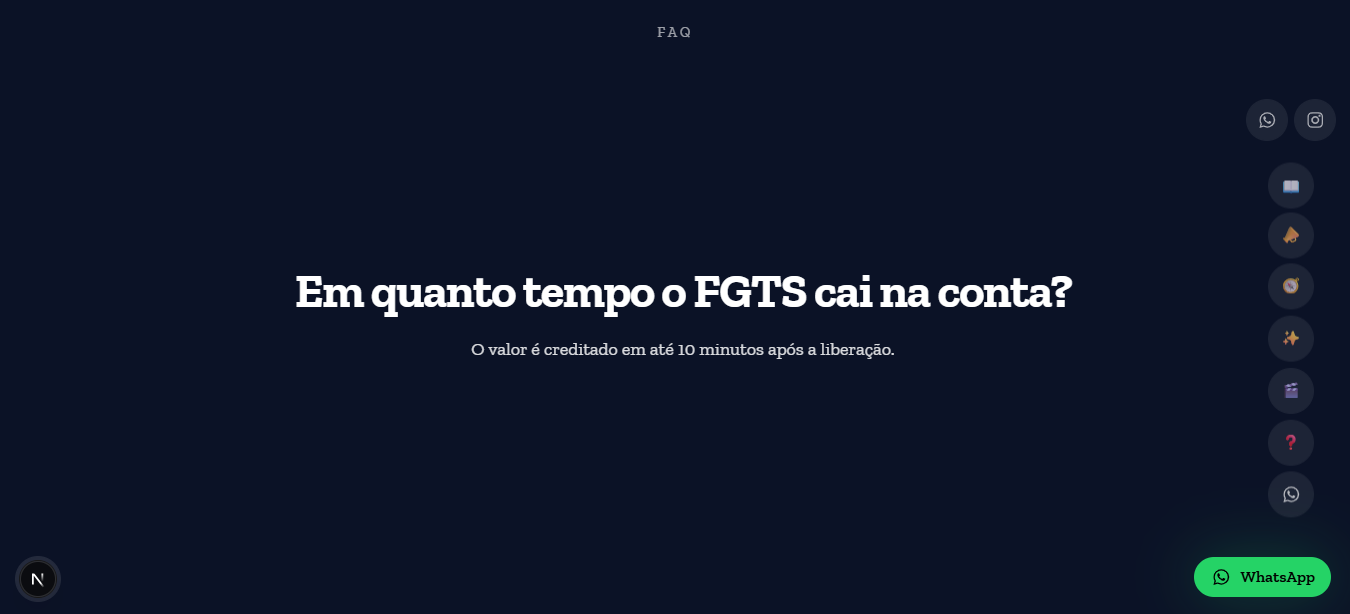 FAQ
Em quanto tempo o FGTS cai na conta?
O valor é creditado em até 10 minutos após a liberação.
N
WhatsApp